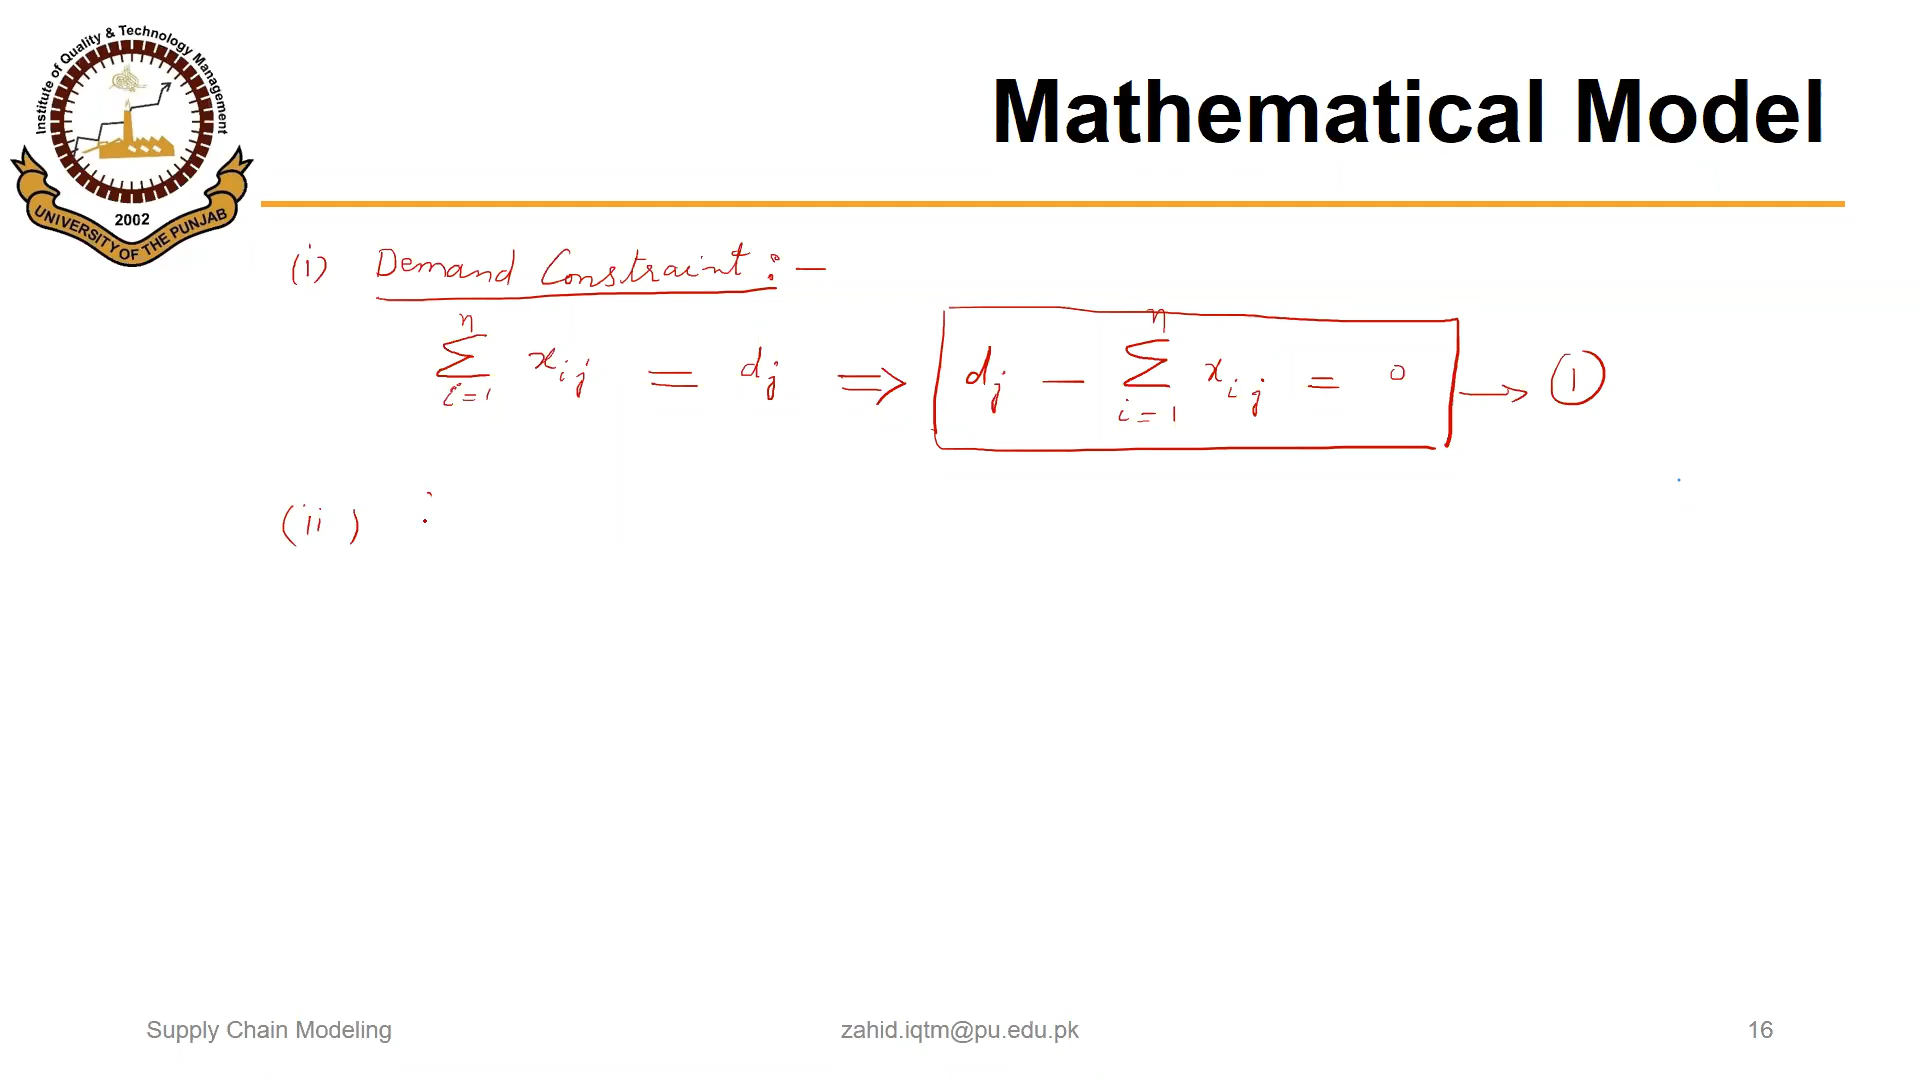 Institute of Quality & Technology Management
2002
UNIVERSITY OF THE PUNJAB
Mathematical Model
(i) Demand Constraint :–
n
∑ x_ij = d_j ⇒ d_j − ∑ x_ij = 0 → ①
i=1
n
i=1
(ii) :
Supply Chain Modeling
zahid.iqtm@pu.edu.pk
16